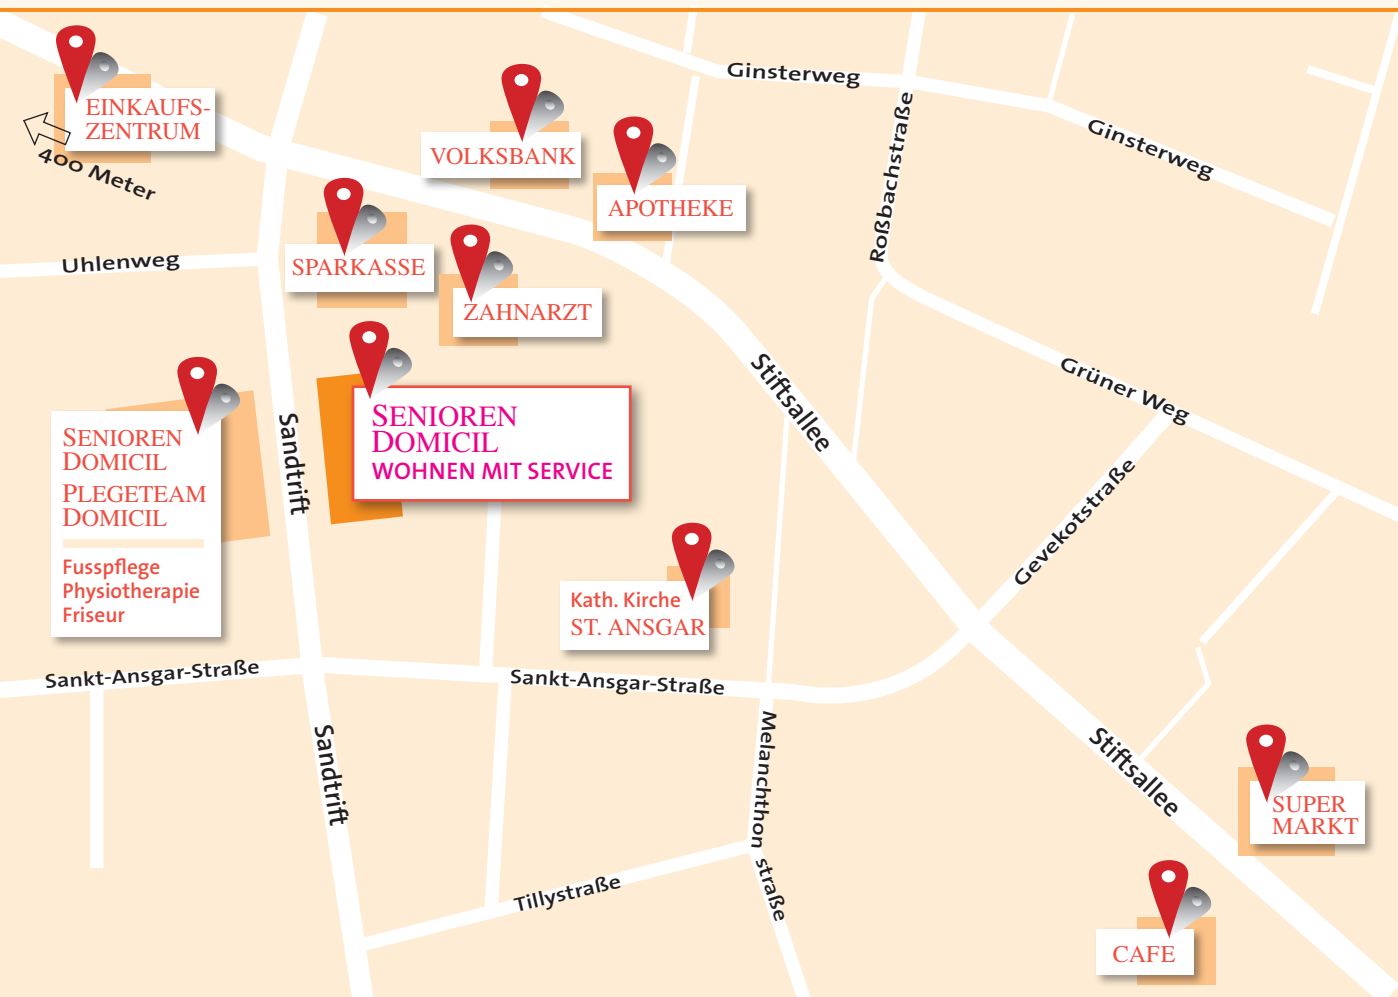 EINKAUFS-
ZENTRUM
400 Meter
Ginsterweg
Ginsterweg
VOLKSBANK
APOTHEKE
Roßbachstraße
Uhlenweg
SPARKASSE
ZAHNARZT
Stiftsallee
Grüner Weg
SENIOREN
DOMICIL
WOHNEN MIT SERVICE
Sandtrift
SENIOREN
DOMICIL
PLEGETEAM
DOMICIL
Fusspflege
Physiotherapie
Friseur
Gevekotstraße
Kath. Kirche
ST. ANSGAR
Sankt-Ansgar-Straße
Sankt-Ansgar-Straße
Sandtrift
Melanchthon straße
Stiftsallee
SUPER
MARKT
Tillystraße
CAFE